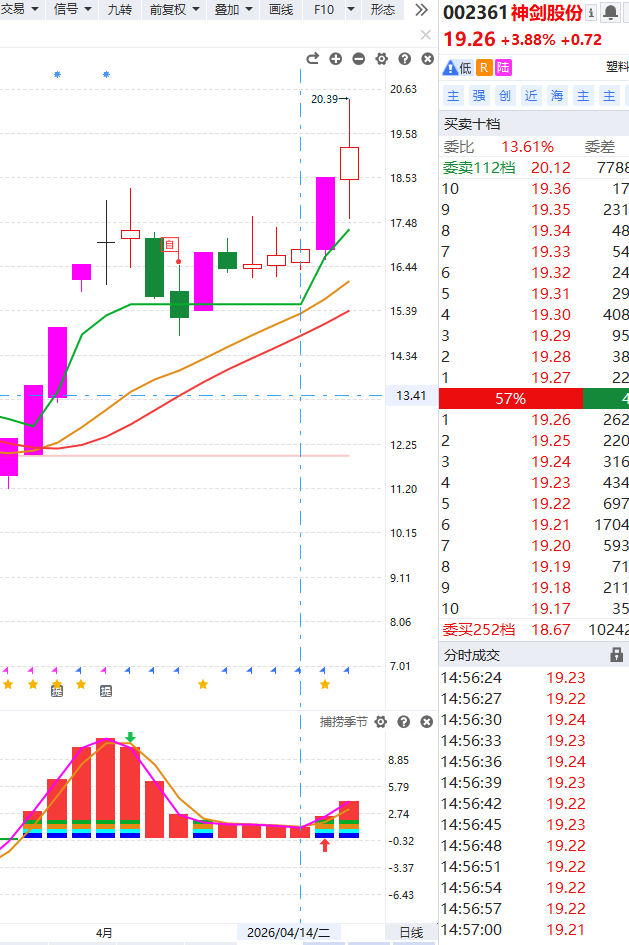 交易 信号 九转 前复权 叠加 画线 F10 形态
002361 神剑股份
19.26 +3.88% +0.72
低 R 陆 塑料
主 强 创 近 海 主 主
20.39
20.63
19.58
18.53
17.48
16.44
15.39
14.34
13.41
12.25
11.20
10.15
9.11
8.06
7.01
自
提 提
捕捞季节
8.85
5.79
2.74
-0.32
-3.37
-6.43
4月 2026/04/14/二 日线
买卖十档
委比 13.61% 委差
委卖112档 20.12 7788
10 19.36 17
9 19.35 231
8 19.34 48
7 19.33 54
6 19.32 24
5 19.31 29
4 19.30 408
3 19.29 95
2 19.28 38
1 19.27 22
57% 4
1 19.26 262
2 19.25 220
3 19.24 316
4 19.23 434
5 19.22 697
6 19.21 1704
7 19.20 593
8 19.19 71
9 19.18 211
10 19.17 35
委买252档 18.67 10242
分时成交
14:56:24 19.23
14:56:27 19.22
14:56:30 19.24
14:56:33 19.23
14:56:36 19.24
14:56:39 19.23
14:56:42 19.22
14:56:45 19.23
14:56:48 19.22
14:56:51 19.22
14:56:54 19.22
14:56:57 19.22
14:57:00 19.21